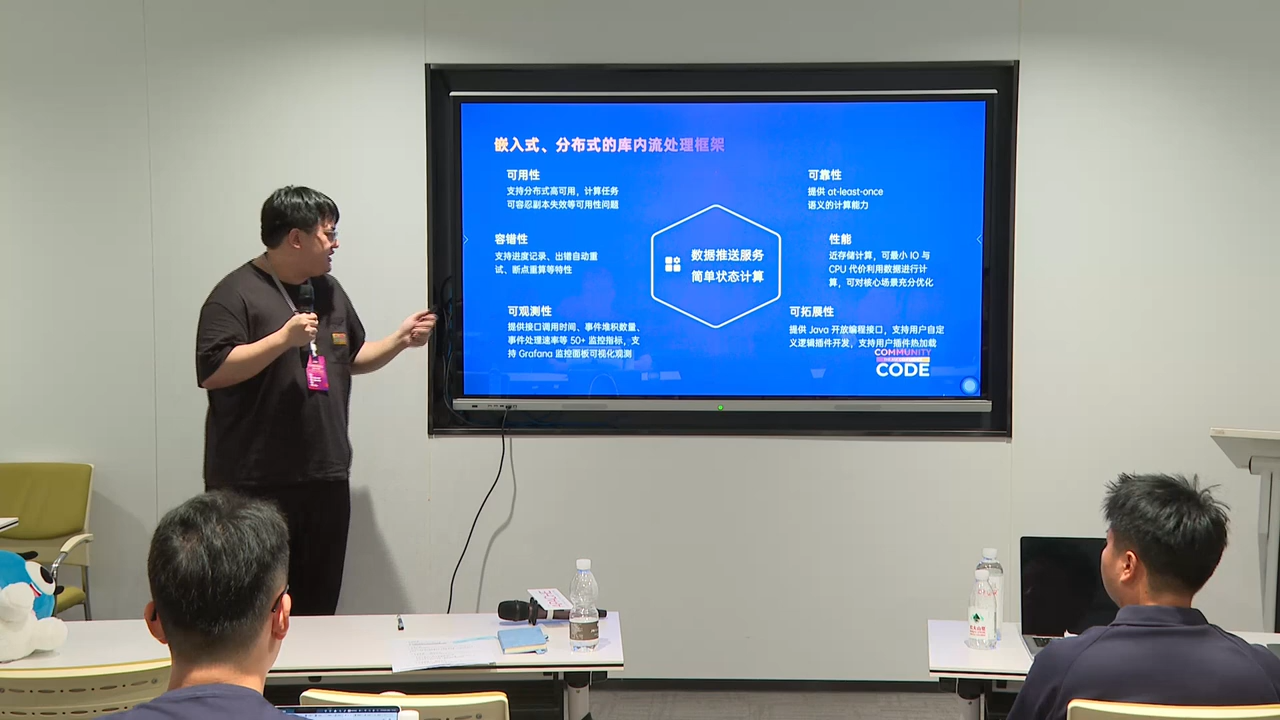 嵌入式、分布式的库内流处理框架
可用性
支持分布式高可用，计算任务
可容忍副本失效等可用性问题
容错性
支持进度记录、出错自动重
试、断点重算等特性
可观测性
提供接口调用时间、事件堆积数量、
事件处理速率等 50+ 监控指标，支
持 Grafana 监控面板可视化观测
数据推送服务
简单状态计算
可靠性
提供 at-least-once
语义的计算能力
性能
近存储计算，可最小 IO 与
CPU 代价利用数据进行计
算，可对核心场景充分优化
可拓展性
提供 Java 开放编程接口，支持用户自定
义逻辑插件开发，支持用户插件热加载
COMMUNITY
CODE